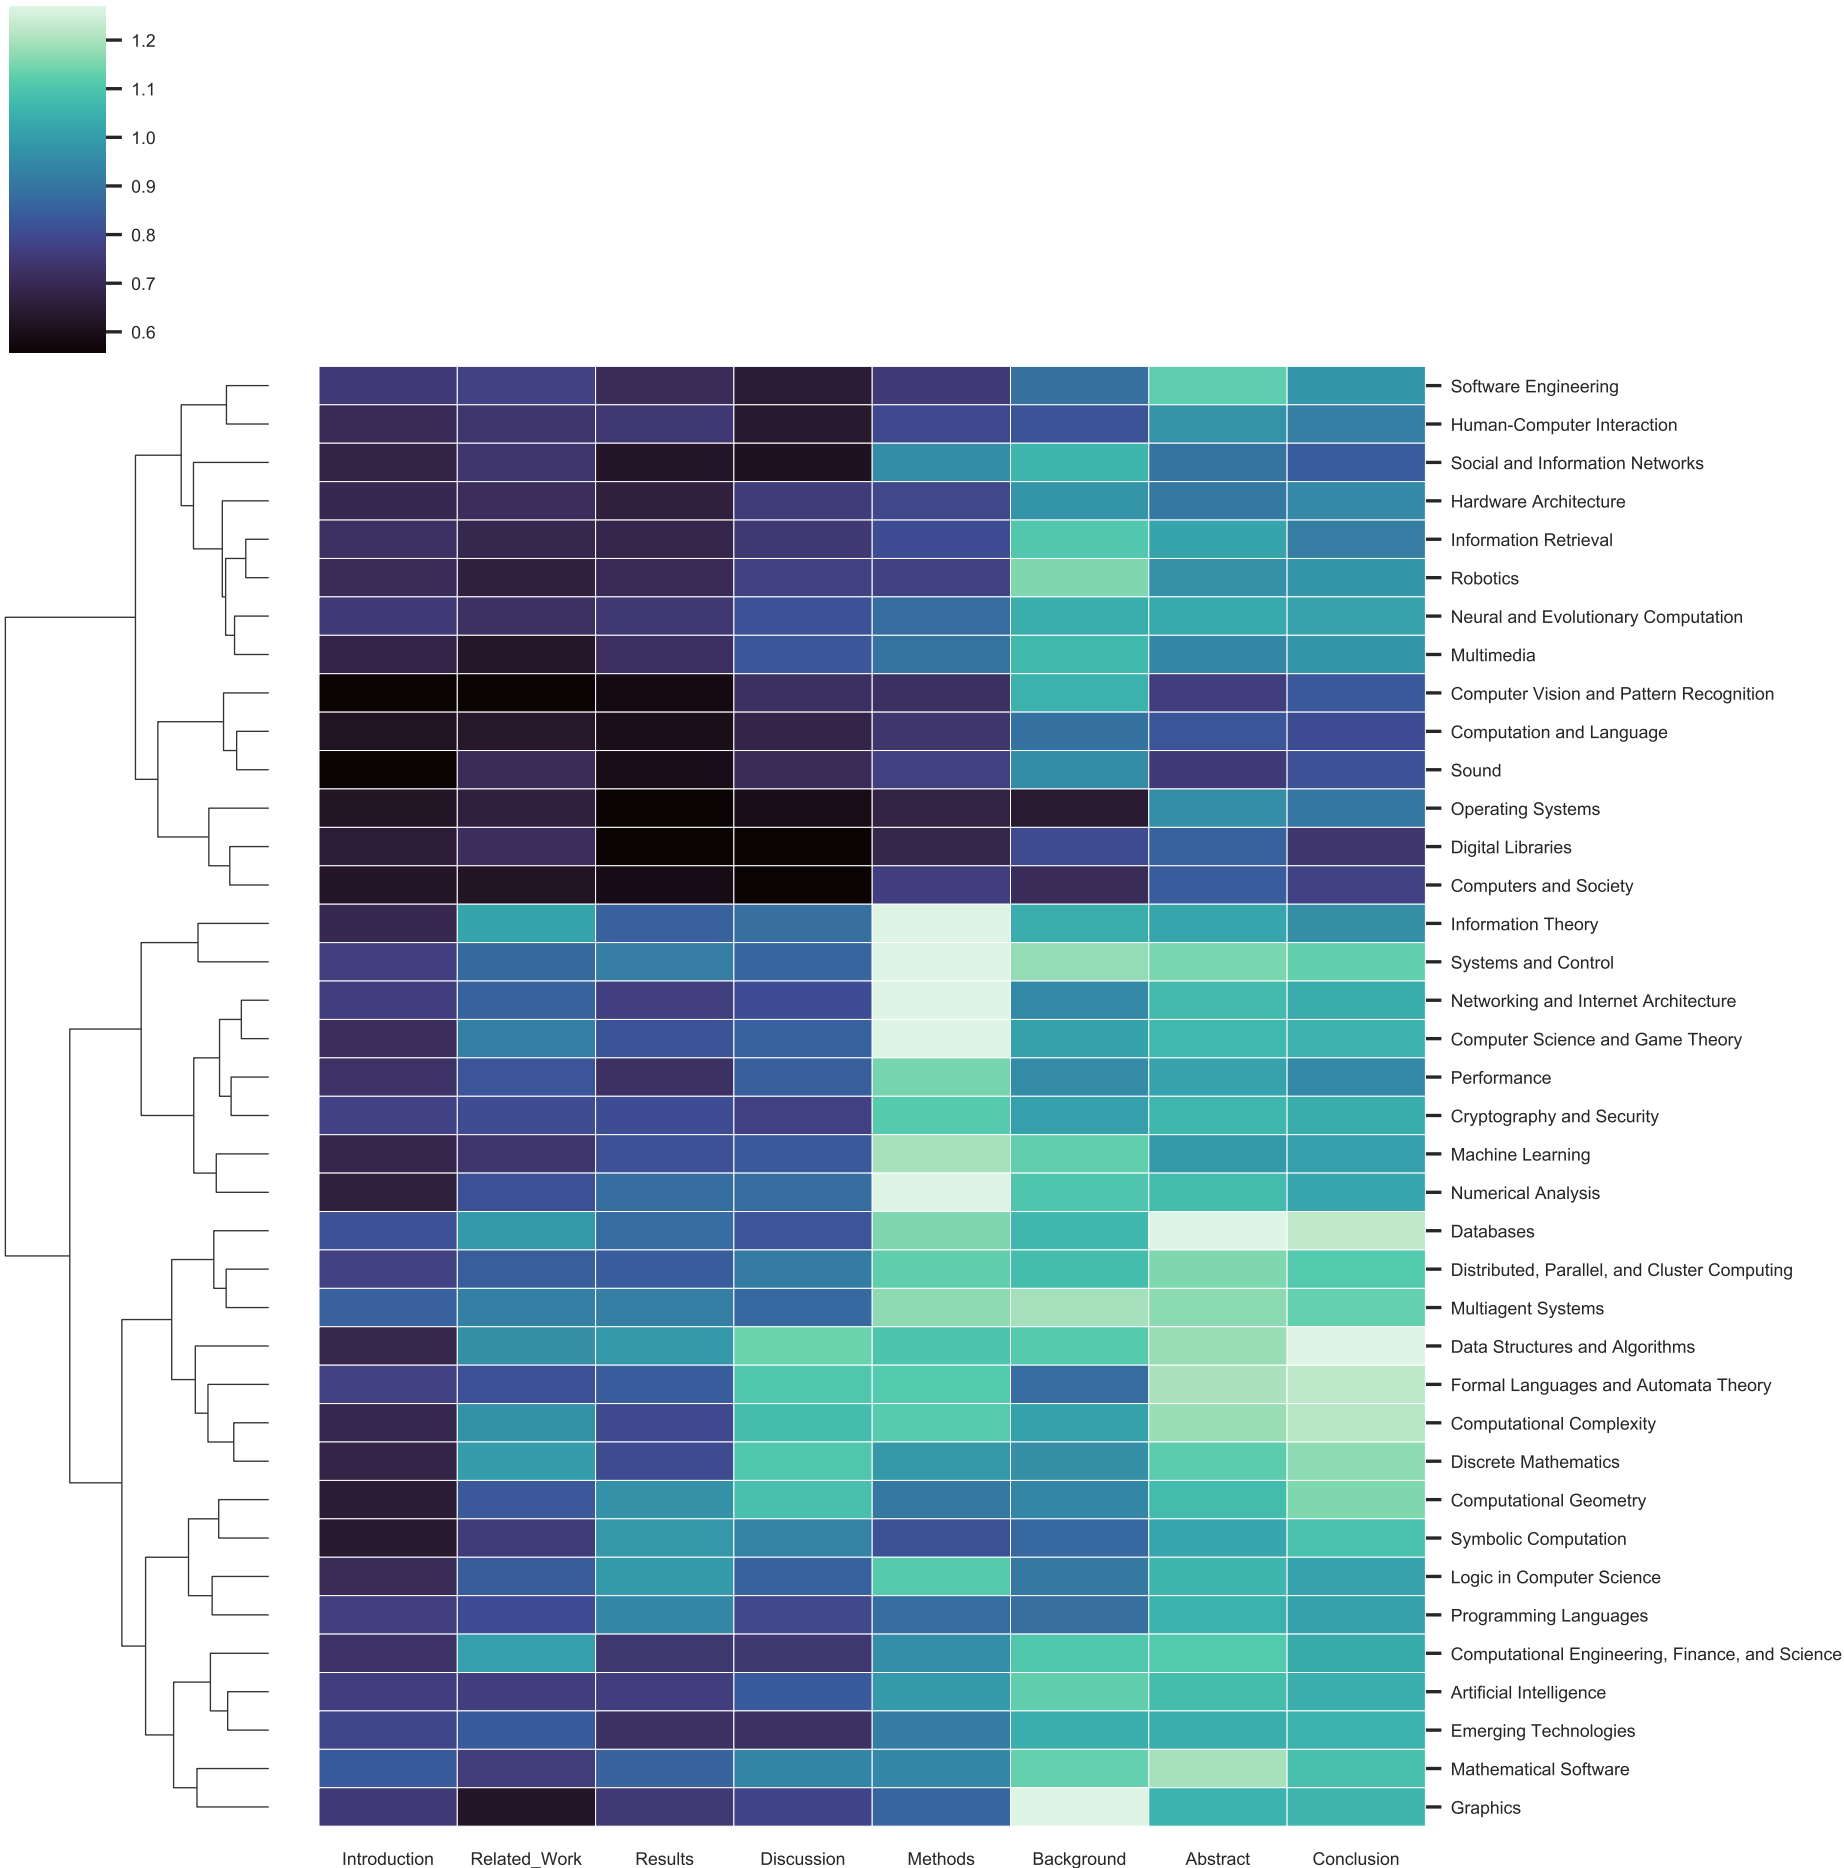 1.2
1.1
1.0
0.9
0.8
0.7
0.6
Software Engineering
Human-Computer Interaction
Social and Information Networks
Hardware Architecture
Information Retrieval
Robotics
Neural and Evolutionary Computation
Multimedia
Computer Vision and Pattern Recognition
Computation and Language
Sound
Operating Systems
Digital Libraries
Computers and Society
Information Theory
Systems and Control
Networking and Internet Architecture
Computer Science and Game Theory
Performance
Cryptography and Security
Machine Learning
Numerical Analysis
Databases
Distributed, Parallel, and Cluster Computing
Multiagent Systems
Data Structures and Algorithms
Formal Languages and Automata Theory
Computational Complexity
Discrete Mathematics
Computational Geometry
Symbolic Computation
Logic in Computer Science
Programming Languages
Computational Engineering, Finance, and Science
Artificial Intelligence
Emerging Technologies
Mathematical Software
Graphics
Introduction Related_Work Results Discussion Methods Background Abstract Conclusion